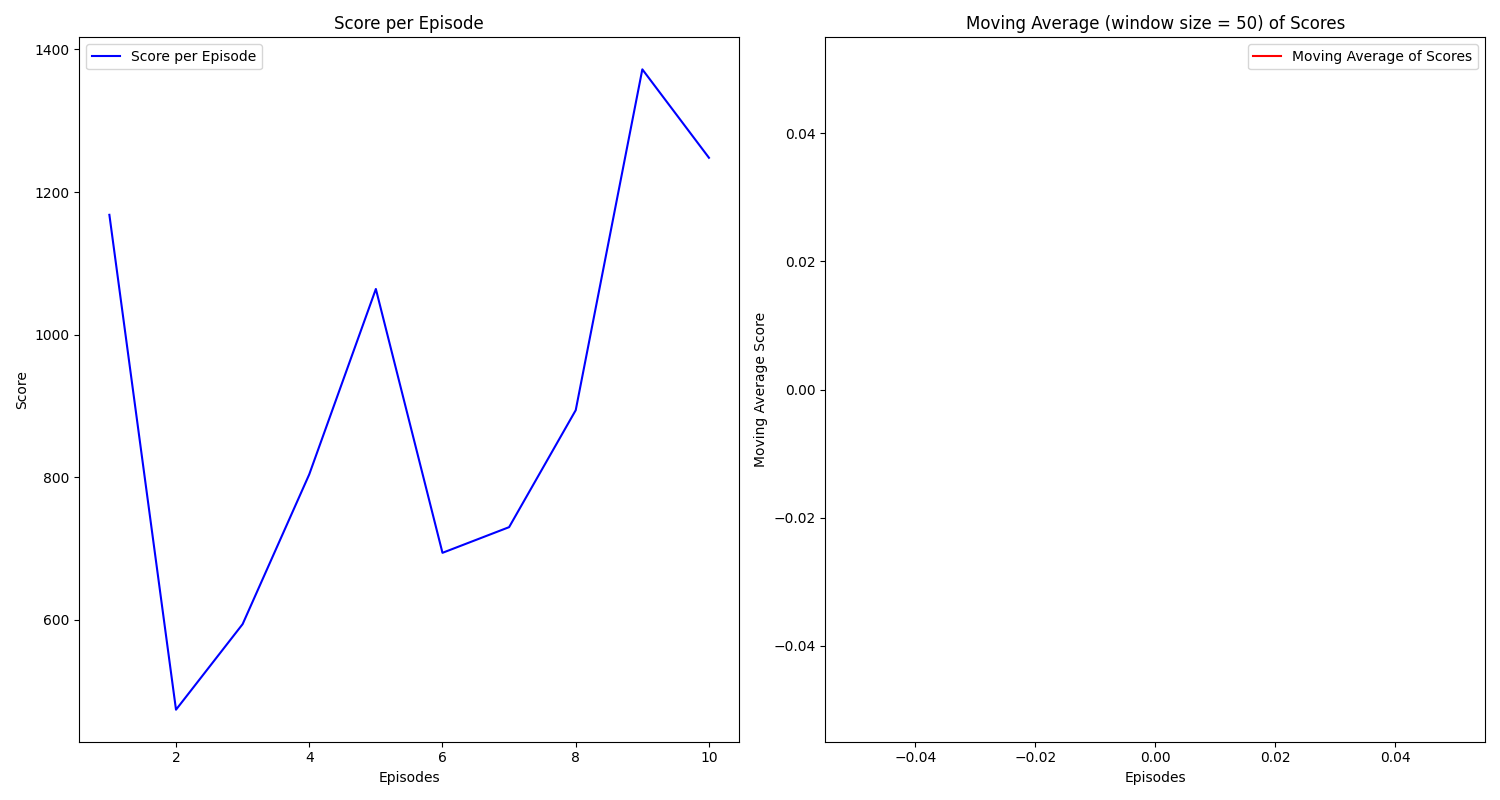 Score per Episode
Score per Episode
1400
1200
1000
800
600
Score
2 4 6 8 10
Episodes
Moving Average (window size = 50) of Scores
Moving Average of Scores
0.04
0.02
0.00
−0.02
−0.04
Moving Average Score
−0.04 −0.02 0.00 0.02 0.04
Episodes